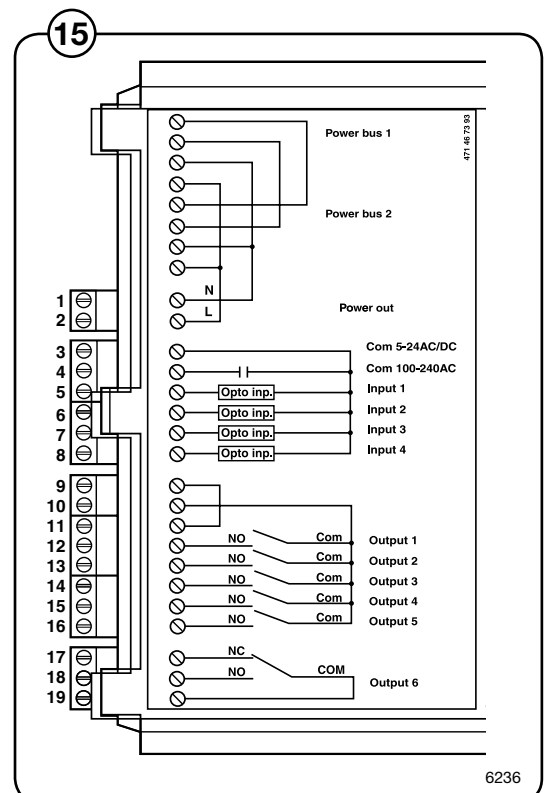 15
471 46 73 93
Power bus 1
Power bus 2
N
L
Power out
1
2
3
4
5
6
7
8
9
10
11
12
13
14
15
16
17
18
19
Com 5-24AC/DC
Com 100-240AC
Opto inp. Input 1
Opto inp. Input 2
Opto inp. Input 3
Opto inp. Input 4
NO Com Output 1
NO Com Output 2
NO Com Output 3
NO Com Output 4
NO Com Output 5
NC
NO COM
Output 6
6236